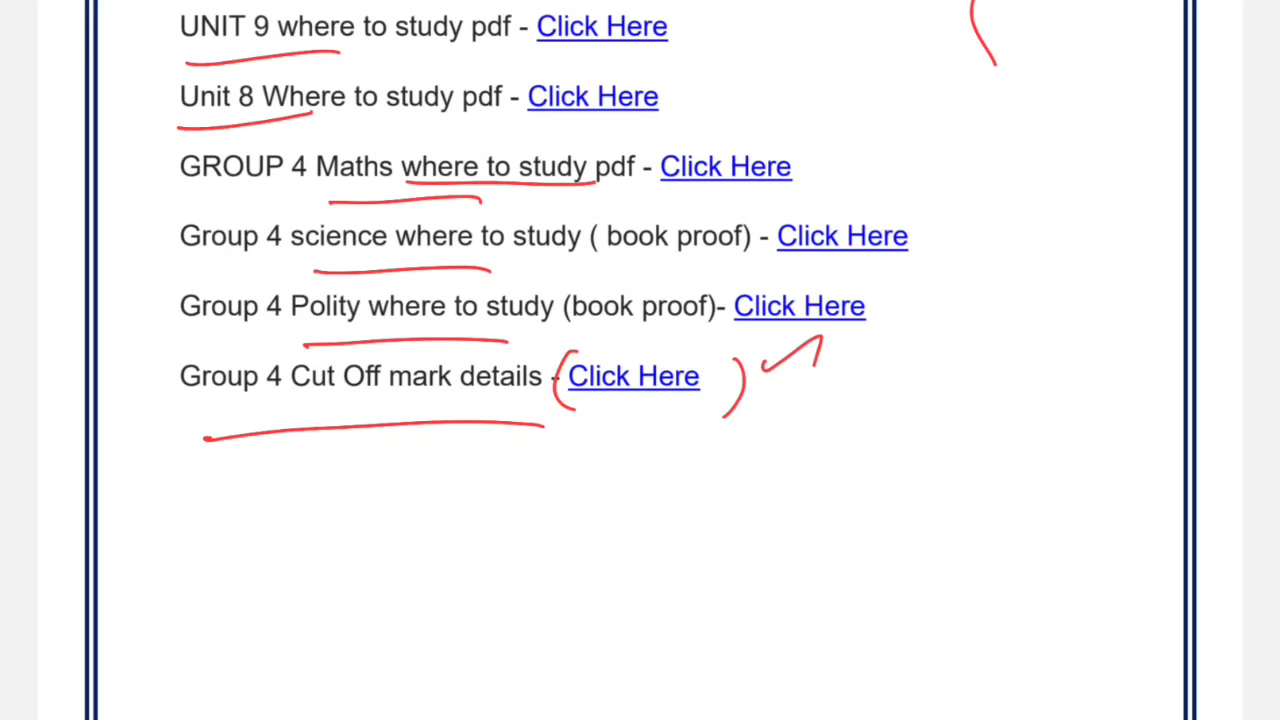 UNIT 9 where to study pdf - Click Here
Unit 8 Where to study pdf - Click Here
GROUP 4 Maths where to study pdf - Click Here
Group 4 science where to study ( book proof) - Click Here
Group 4 Polity where to study (book proof)- Click Here
Group 4 Cut Off mark details - Click Here